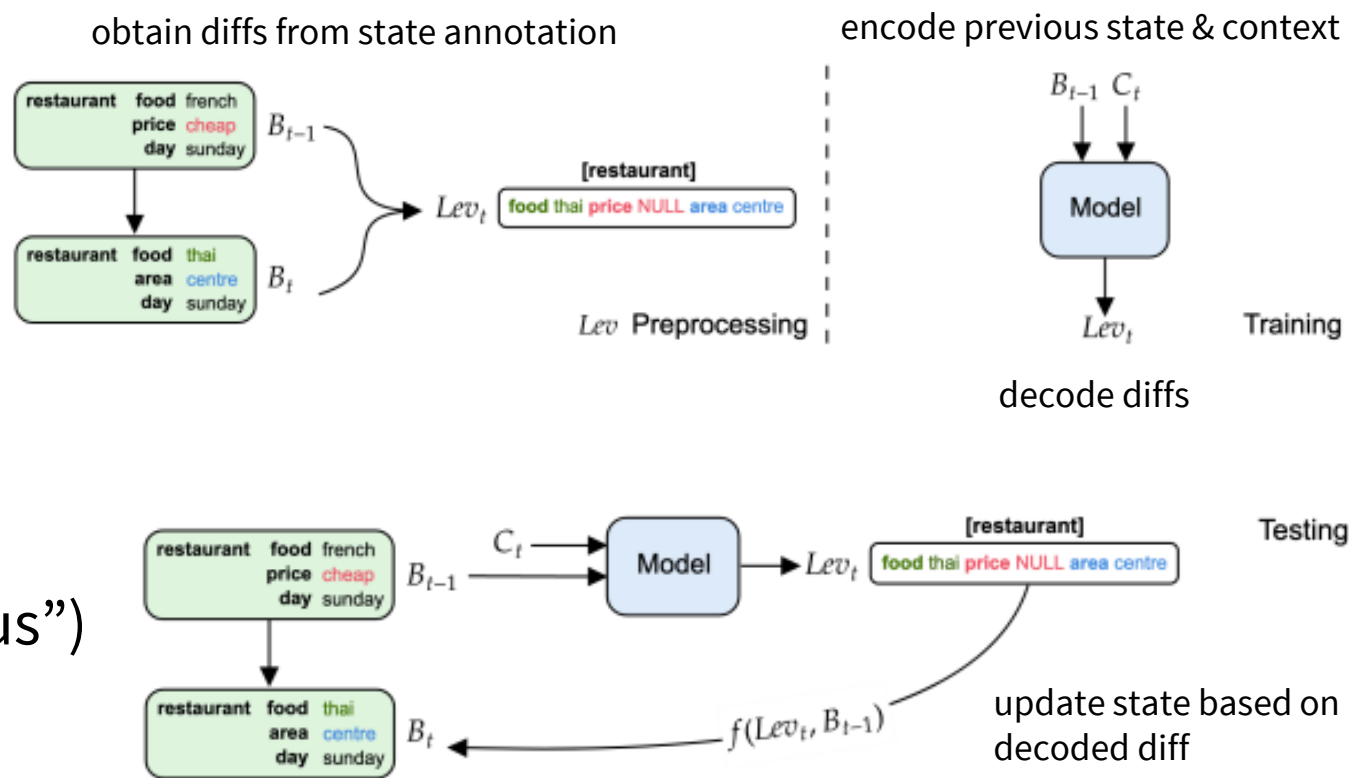 obtain diffs from state annotation
encode previous state & context
restaurant food french
price cheap
day sunday
B_{t−1}
restaurant food thai
area centre
day sunday
B_t
Lev_t
[restaurant]
food thai price NULL area centre
Lev Preprocessing
B_{t−1} C_t
Model
Lev_t
Training
decode diffs
us”)
restaurant food french
price cheap
day sunday
B_{t−1}
C_t
Model
Lev_t
[restaurant]
food thai price NULL area centre
Testing
restaurant food thai
area centre
day sunday
B_t
f(Lev_t, B_{t−1})
update state based on
decoded diff